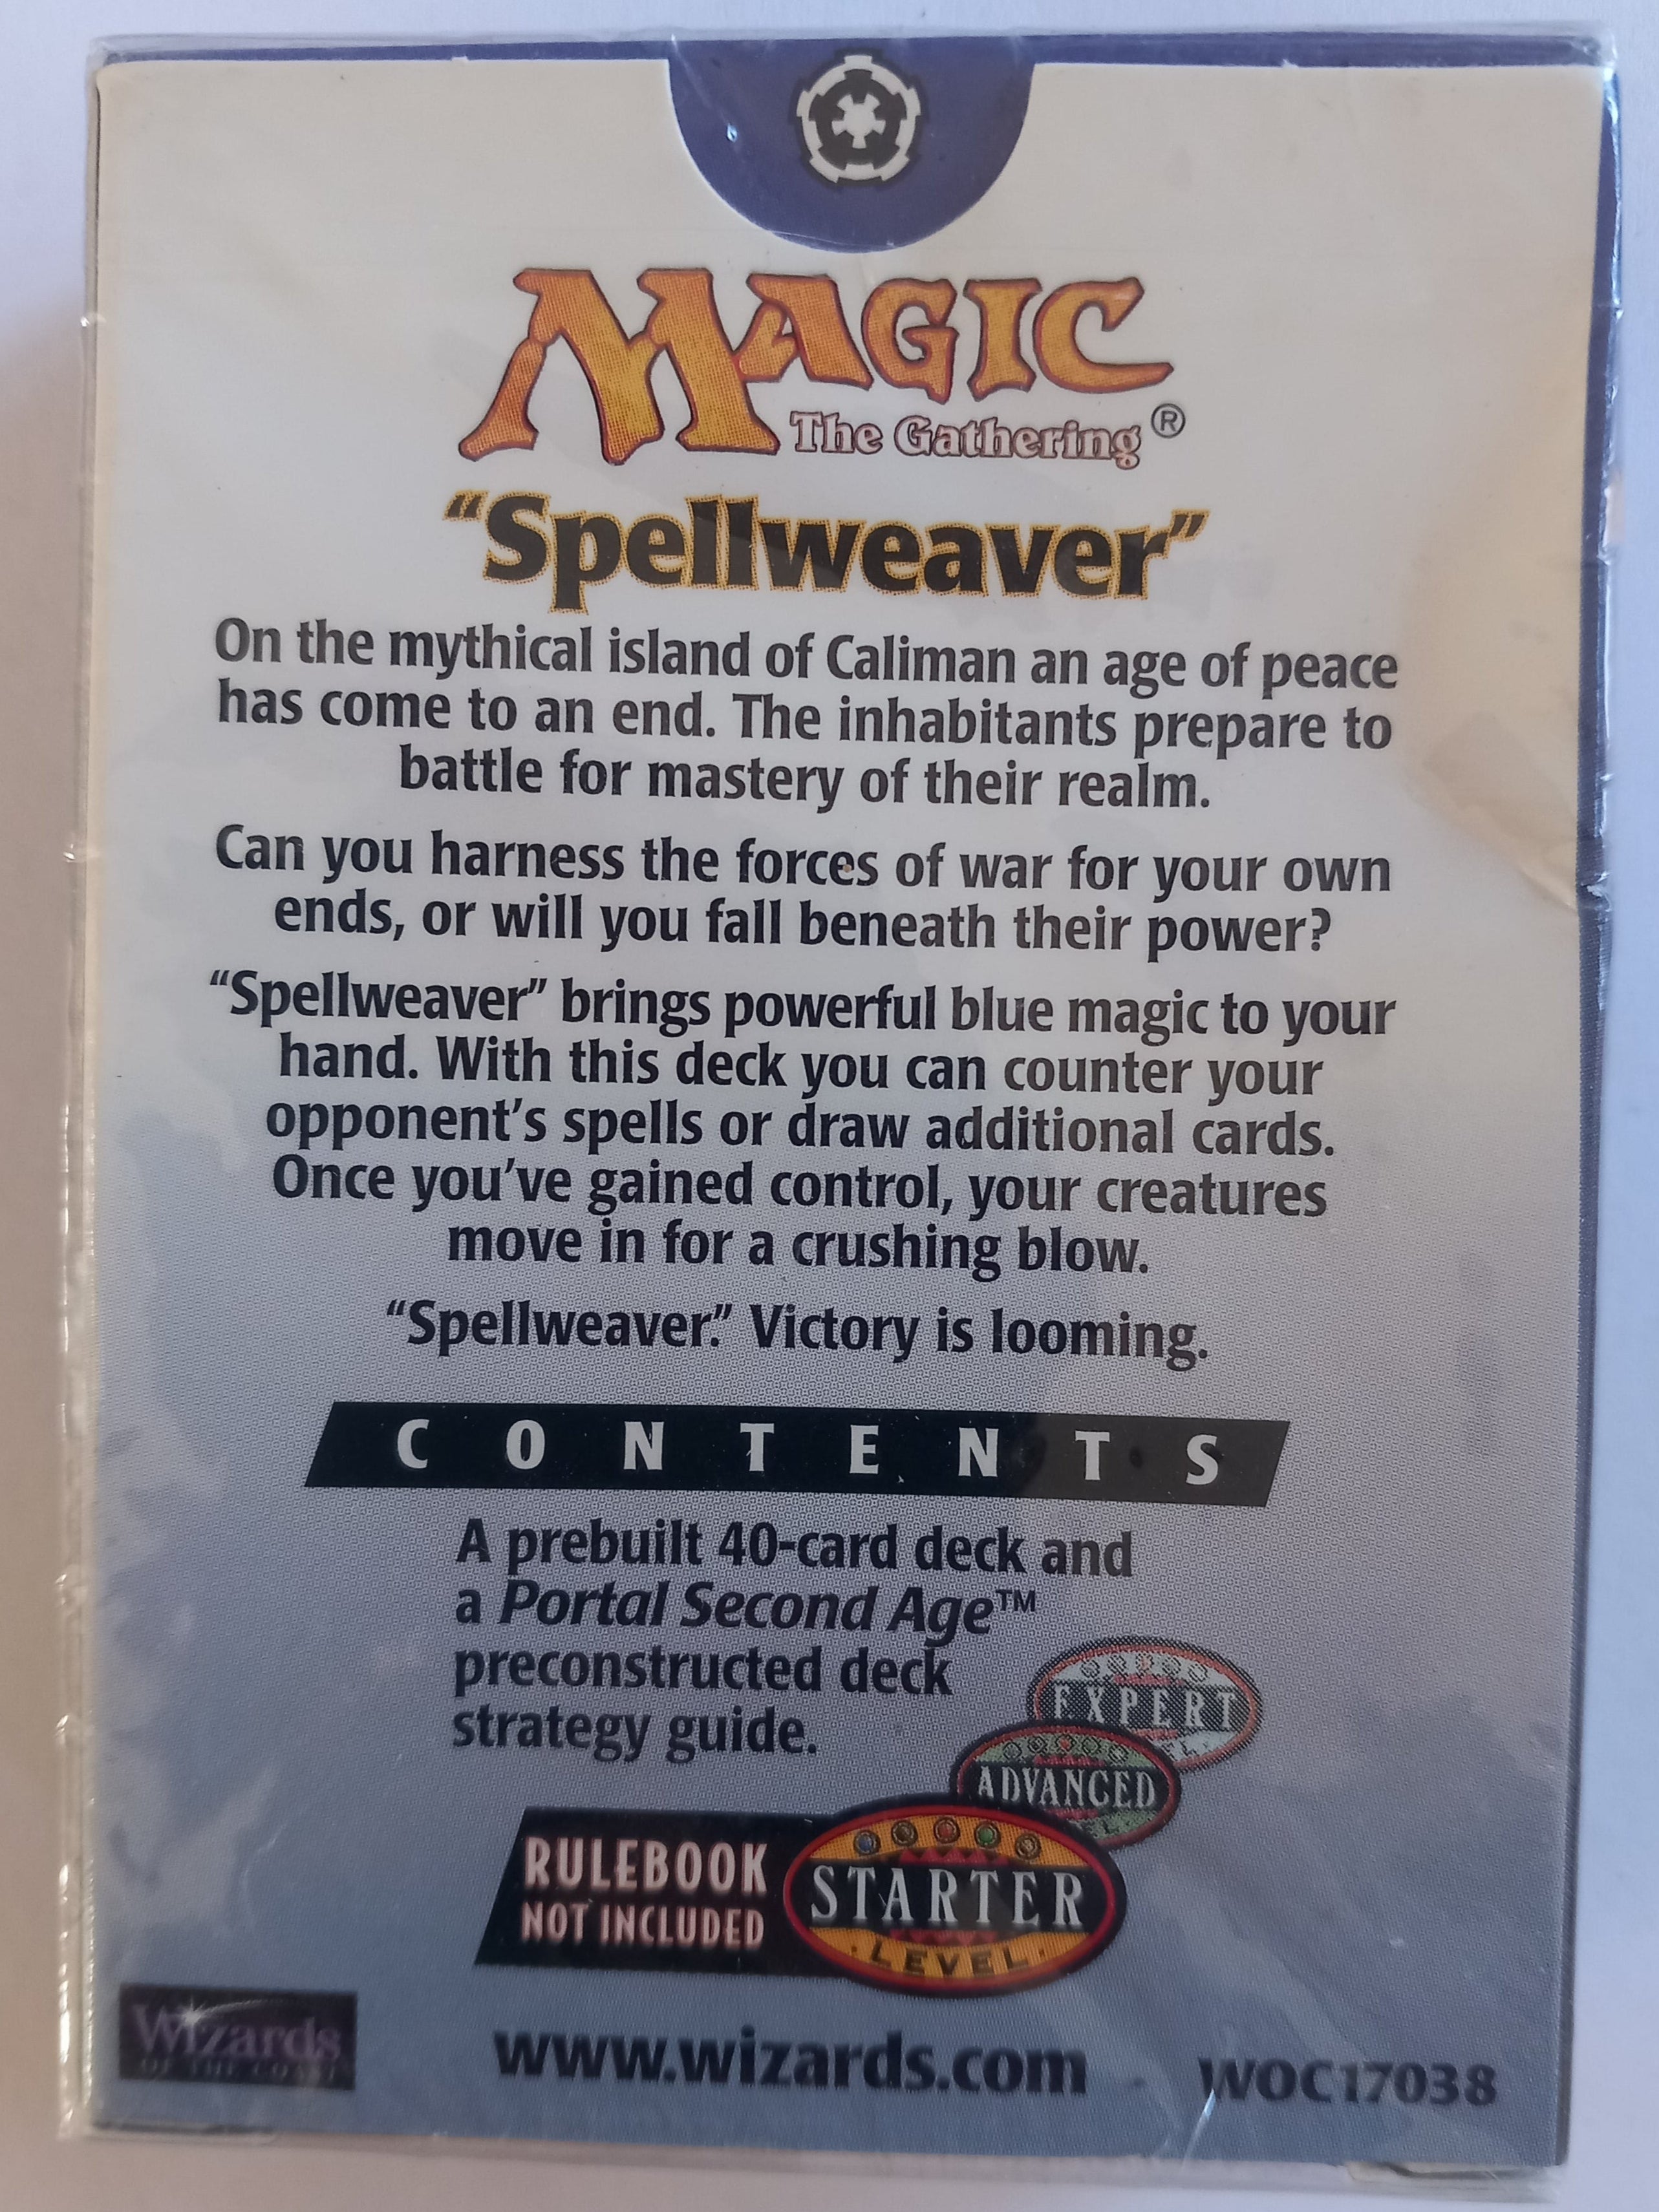 MAGIC
The Gathering®
“Spellweaver”
On the mythical island of Caliman an age of peace
has come to an end. The inhabitants prepare to
battle for mastery of their realm.
Can you harness the forces of war for your own
ends, or will you fall beneath their power?
“Spellweaver” brings powerful blue magic to your
hand. With this deck you can counter your
opponent’s spells or draw additional cards.
Once you’ve gained control, your creatures
move in for a crushing blow.
“Spellweaver.” Victory is looming.
CONTENTS
A prebuilt 40-card deck and
a Portal Second Age™
preconstructed deck
strategy guide.
EXPERT
ADVANCED
RULEBOOK
NOT INCLUDED
STARTER
LEVEL
Wizards
OF THE COAST
www.wizards.com
WOC17038